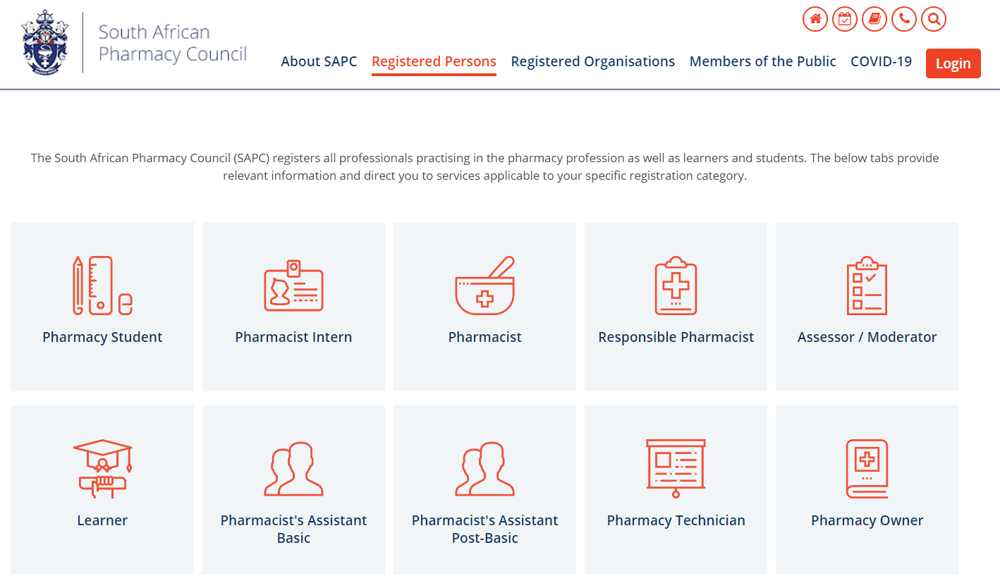 South African
Pharmacy Council
About SAPC Registered Persons Registered Organisations Members of the Public COVID-19 Login
The South African Pharmacy Council (SAPC) registers all professionals practising in the pharmacy profession as well as learners and students. The below tabs provide
relevant information and direct you to services applicable to your specific registration category.
Pharmacy Student
Pharmacist Intern
Pharmacist
Responsible Pharmacist
Assessor / Moderator
Learner
Pharmacist's Assistant
Basic
Pharmacist's Assistant
Post-Basic
Pharmacy Technician
Pharmacy Owner